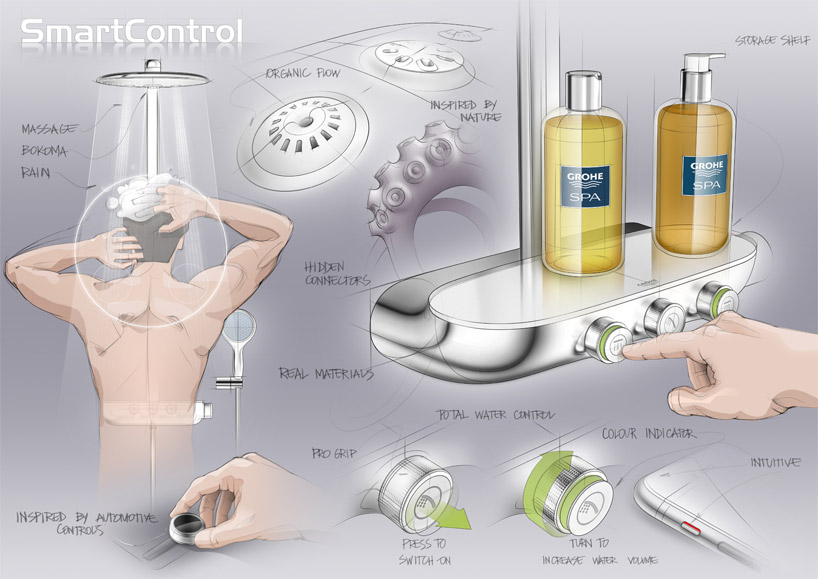 SmartControl
STORAGE SHELF
ORGANIC FLOW
INSPIRED BY
NATURE
MASSAGE
BOKOMA
RAIN
GROHE
SPA
GROHE
SPA
HIDDEN
CONNECTORS
REAL MATERIALS
TOTAL WATER CONTROL
COLOUR INDICATOR
PRO GRIP
INTUITIVE
INSPIRED BY AUTOMOTIVE
CONTROLS
PRESS TO
SWITCH-ON
TURN TO
INCREASE WATER VOLUME